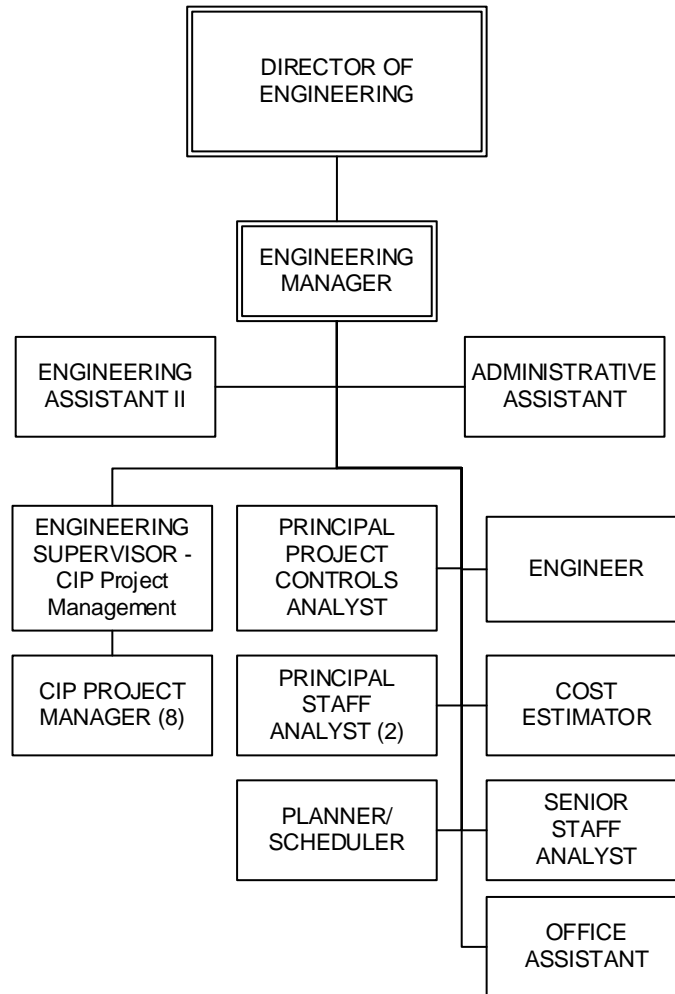 DIRECTOR OF
ENGINEERING
ENGINEERING
MANAGER
ENGINEERING
ASSISTANT II
ADMINISTRATIVE
ASSISTANT
ENGINEERING
SUPERVISOR -
CIP Project
Management
PRINCIPAL
PROJECT
CONTROLS
ANALYST
ENGINEER
CIP PROJECT
MANAGER (8)
PRINCIPAL
STAFF
ANALYST (2)
COST
ESTIMATOR
PLANNER/
SCHEDULER
SENIOR
STAFF
ANALYST
OFFICE
ASSISTANT